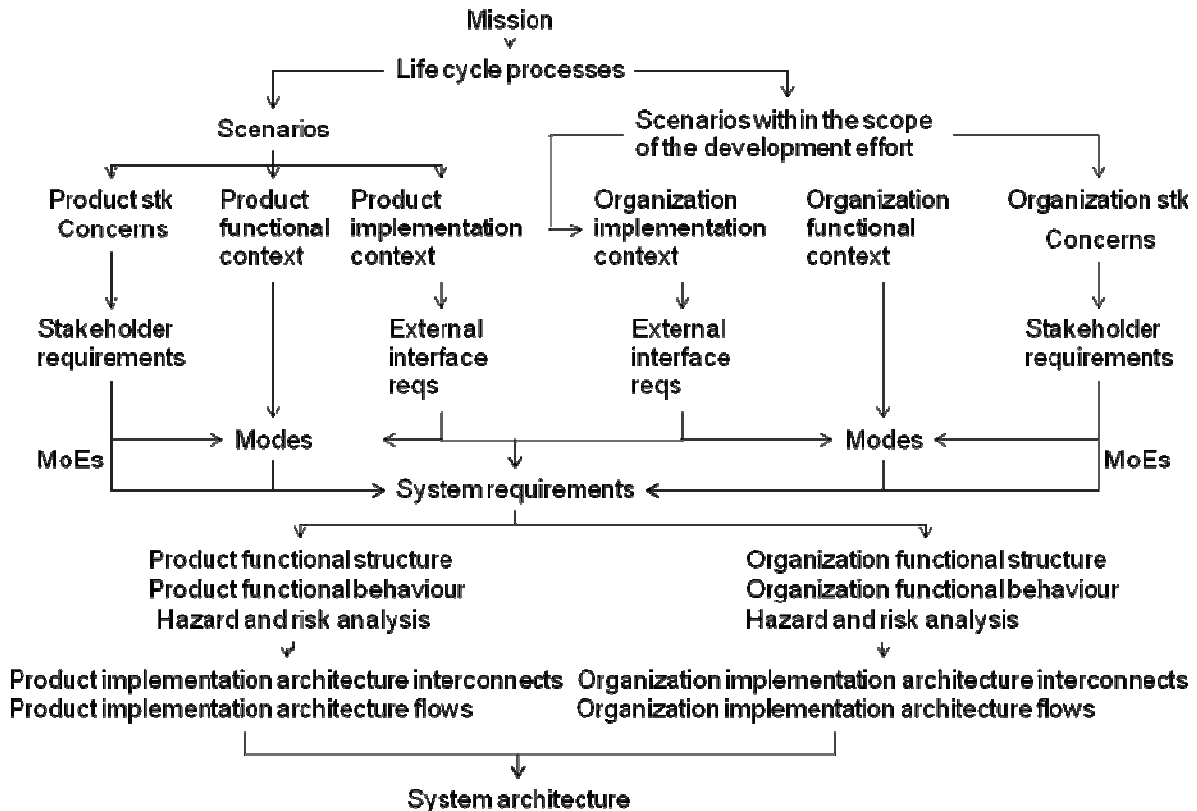 Mission
Life cycle processes
Scenarios
Scenarios within the scope
of the development effort
Product stk
Concerns
Product
functional
context
Product
implementation
context
Organization
implementation
context
Organization
functional
context
Organization stk
Concerns
Stakeholder
requirements
External
interface
reqs
External
interface
reqs
Stakeholder
requirements
Modes
Modes
MoEs
MoEs
System requirements
Product functional structure
Product functional behaviour
Hazard and risk analysis
Organization functional structure
Organization functional behaviour
Hazard and risk analysis
Product implementation architecture interconnects
Product implementation architecture flows
Organization implementation architecture interconnects
Organization implementation architecture flows
System architecture